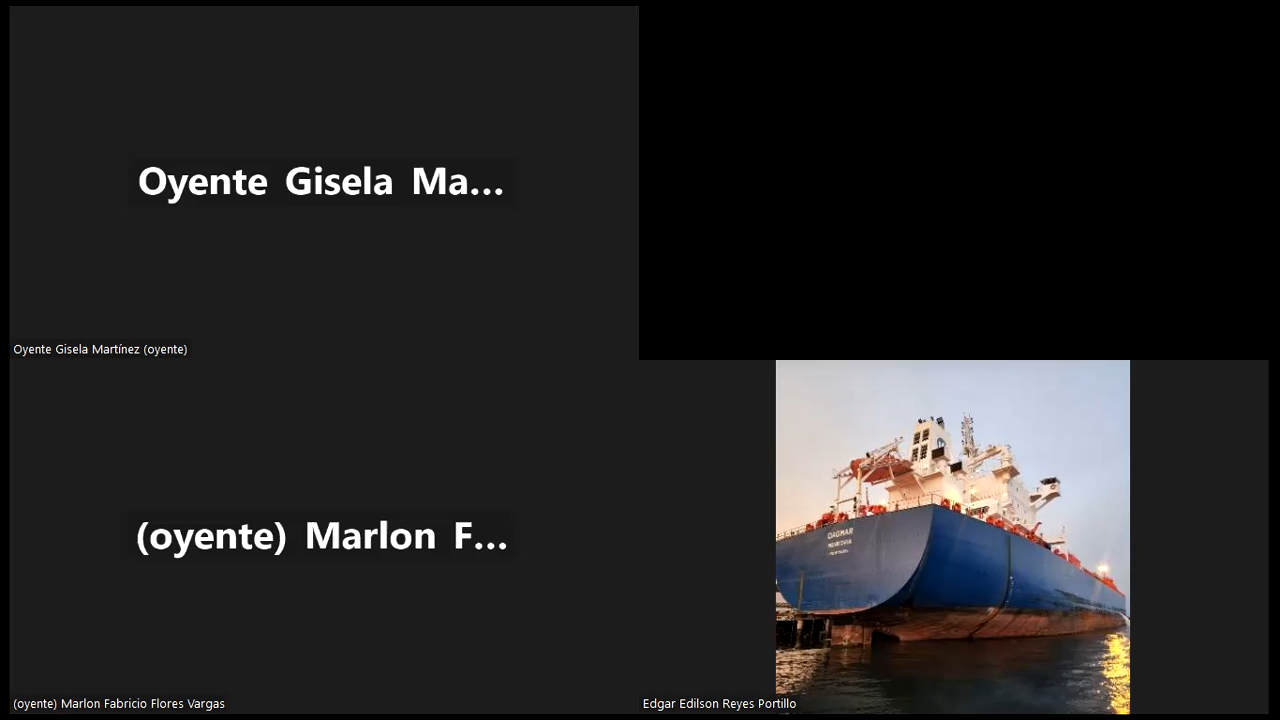 Oyente Gisela Ma...
Oyente Gisela Martínez (oyente)
(oyente) Marlon F...
(oyente) Marlon Fabricio Flores Vargas
DAGMAR
MONROVIA
Edgar Edilson Reyes Portillo